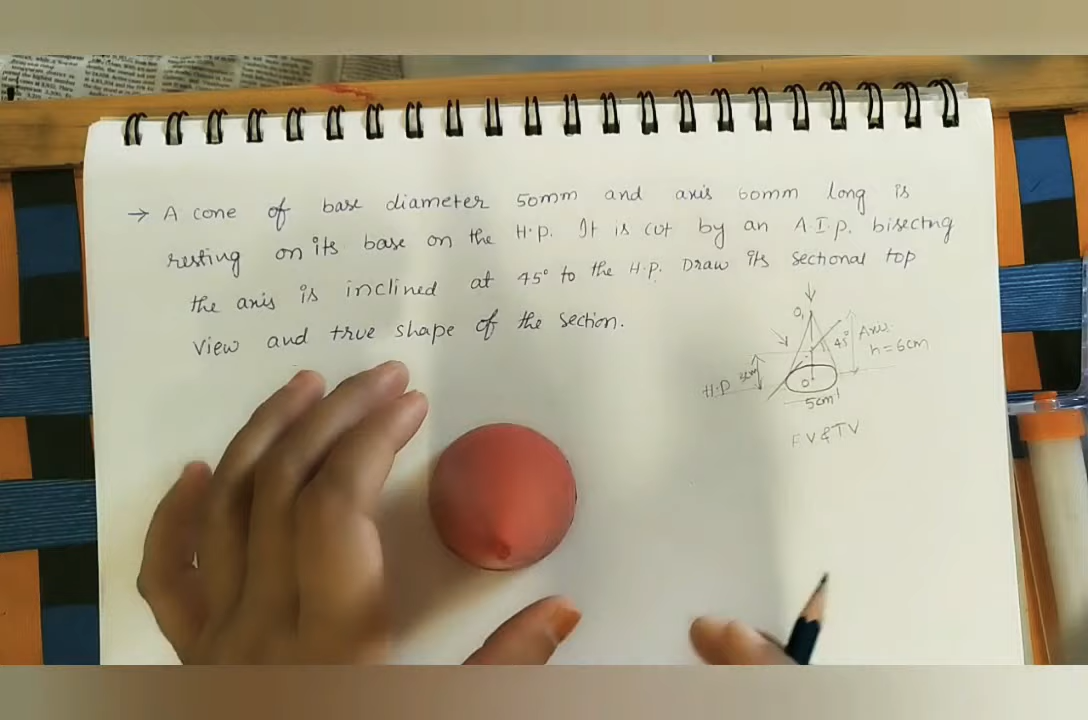 → A cone of base diameter 50mm and axis 60mm long is
resting on its base on the H.P. It is cut by an A.I.P. bisecting
the axis is inclined at 45° to the H.P. Draw its sectional top
view and true shape of the section.
O,
45°
Axis
h=6cm
H.P
3cm
O'
5cm
F.V & T V